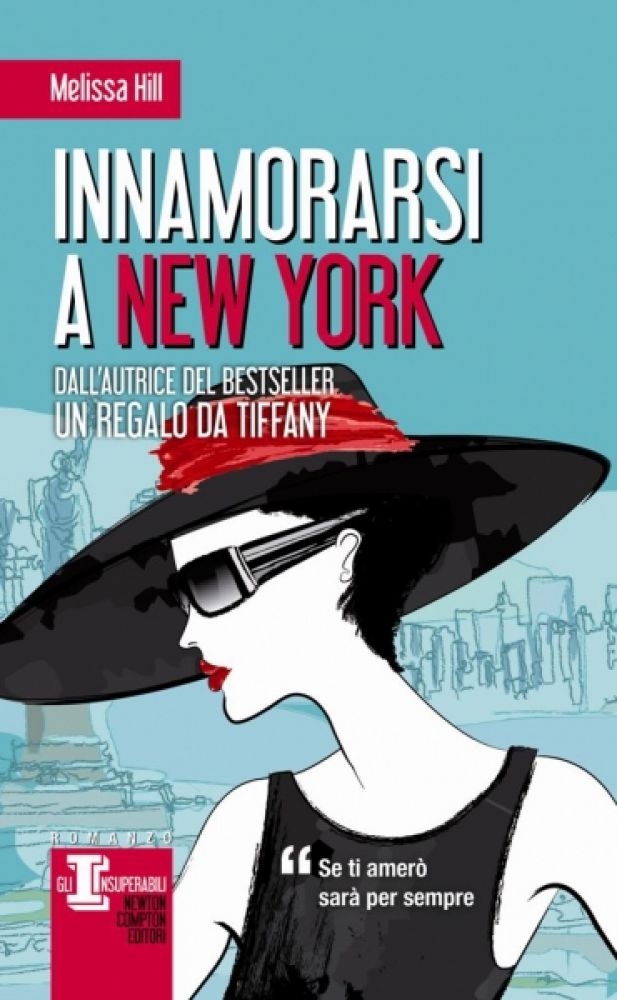 Melissa Hill
INNAMORARSI
A NEW YORK
DALL'AUTRICE DEL BESTSELLER
UN REGALO DA TIFFANY
ROMANZO
GLI INSUPERABILI
NEWTON
COMPTON
EDITORI
“Se ti amerò
sarà per sempre